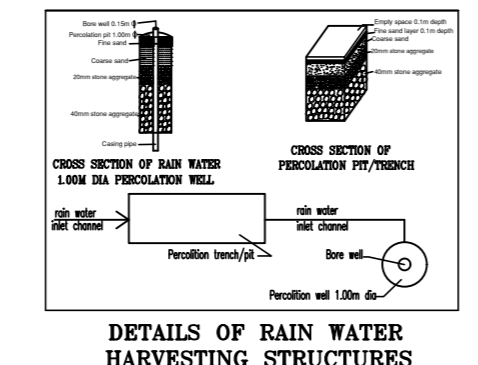 Bore well 0.15m ϕ
Percolation pit 1.00m ϕ
Fine sand
Coarse sand
20mm stone aggregate
40mm stone aggregate
Casing pipe
CROSS SECTION OF RAIN WATER
1.00M DIA PERCOLATION WELL
Empty space 0.1m depth
Fine sand layer 0.1m depth
Coarse sand
20mm stone aggregate
40mm stone aggregate
CROSS SECTION OF
PERCOLATION PIT/TRENCH
rain water
inlet channel
Percolition trench/pit
rain water
inlet channel
Bore well
Percolition well 1.00m dia
DETAILS OF RAIN WATER
HARVESTING STRUCTURES